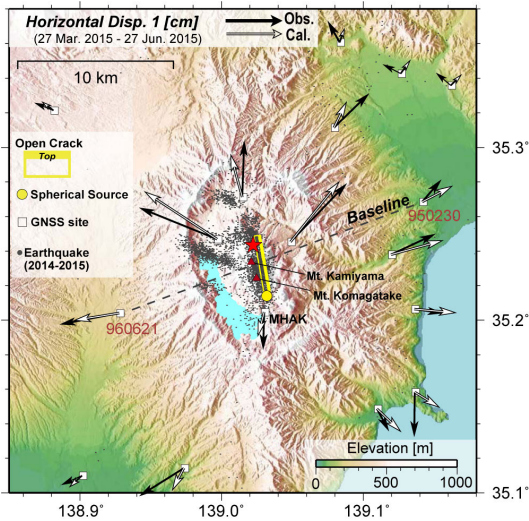 Horizontal Disp. 1 [cm]
(27 Mar. 2015 - 27 Jun. 2015)
Obs.
Cal.
10 km
Open Crack
Top
Spherical Source
GNSS site
Earthquake
(2014-2015)
Baseline
950230
Mt. Kamiyama
Mt. Komagatake
MHAK
960621
35.3
35.2
35.1
Elevation [m]
0
500
1000
138.9
139.0
139.1